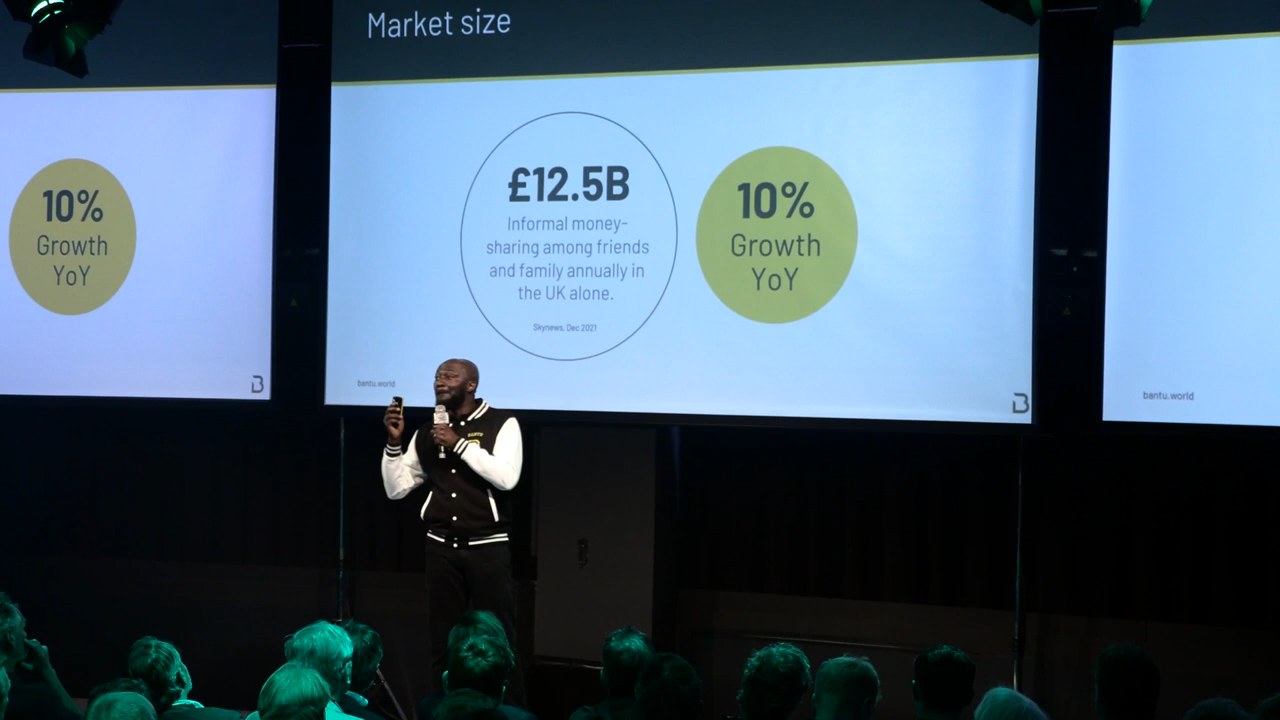 Market size
10%
Growth
YoY
£12.5B
Informal money-
sharing among friends
and family annually in
the UK alone.
Skynews, Dec 2021
10%
Growth
YoY
bantu.world
B
B
bantu.world